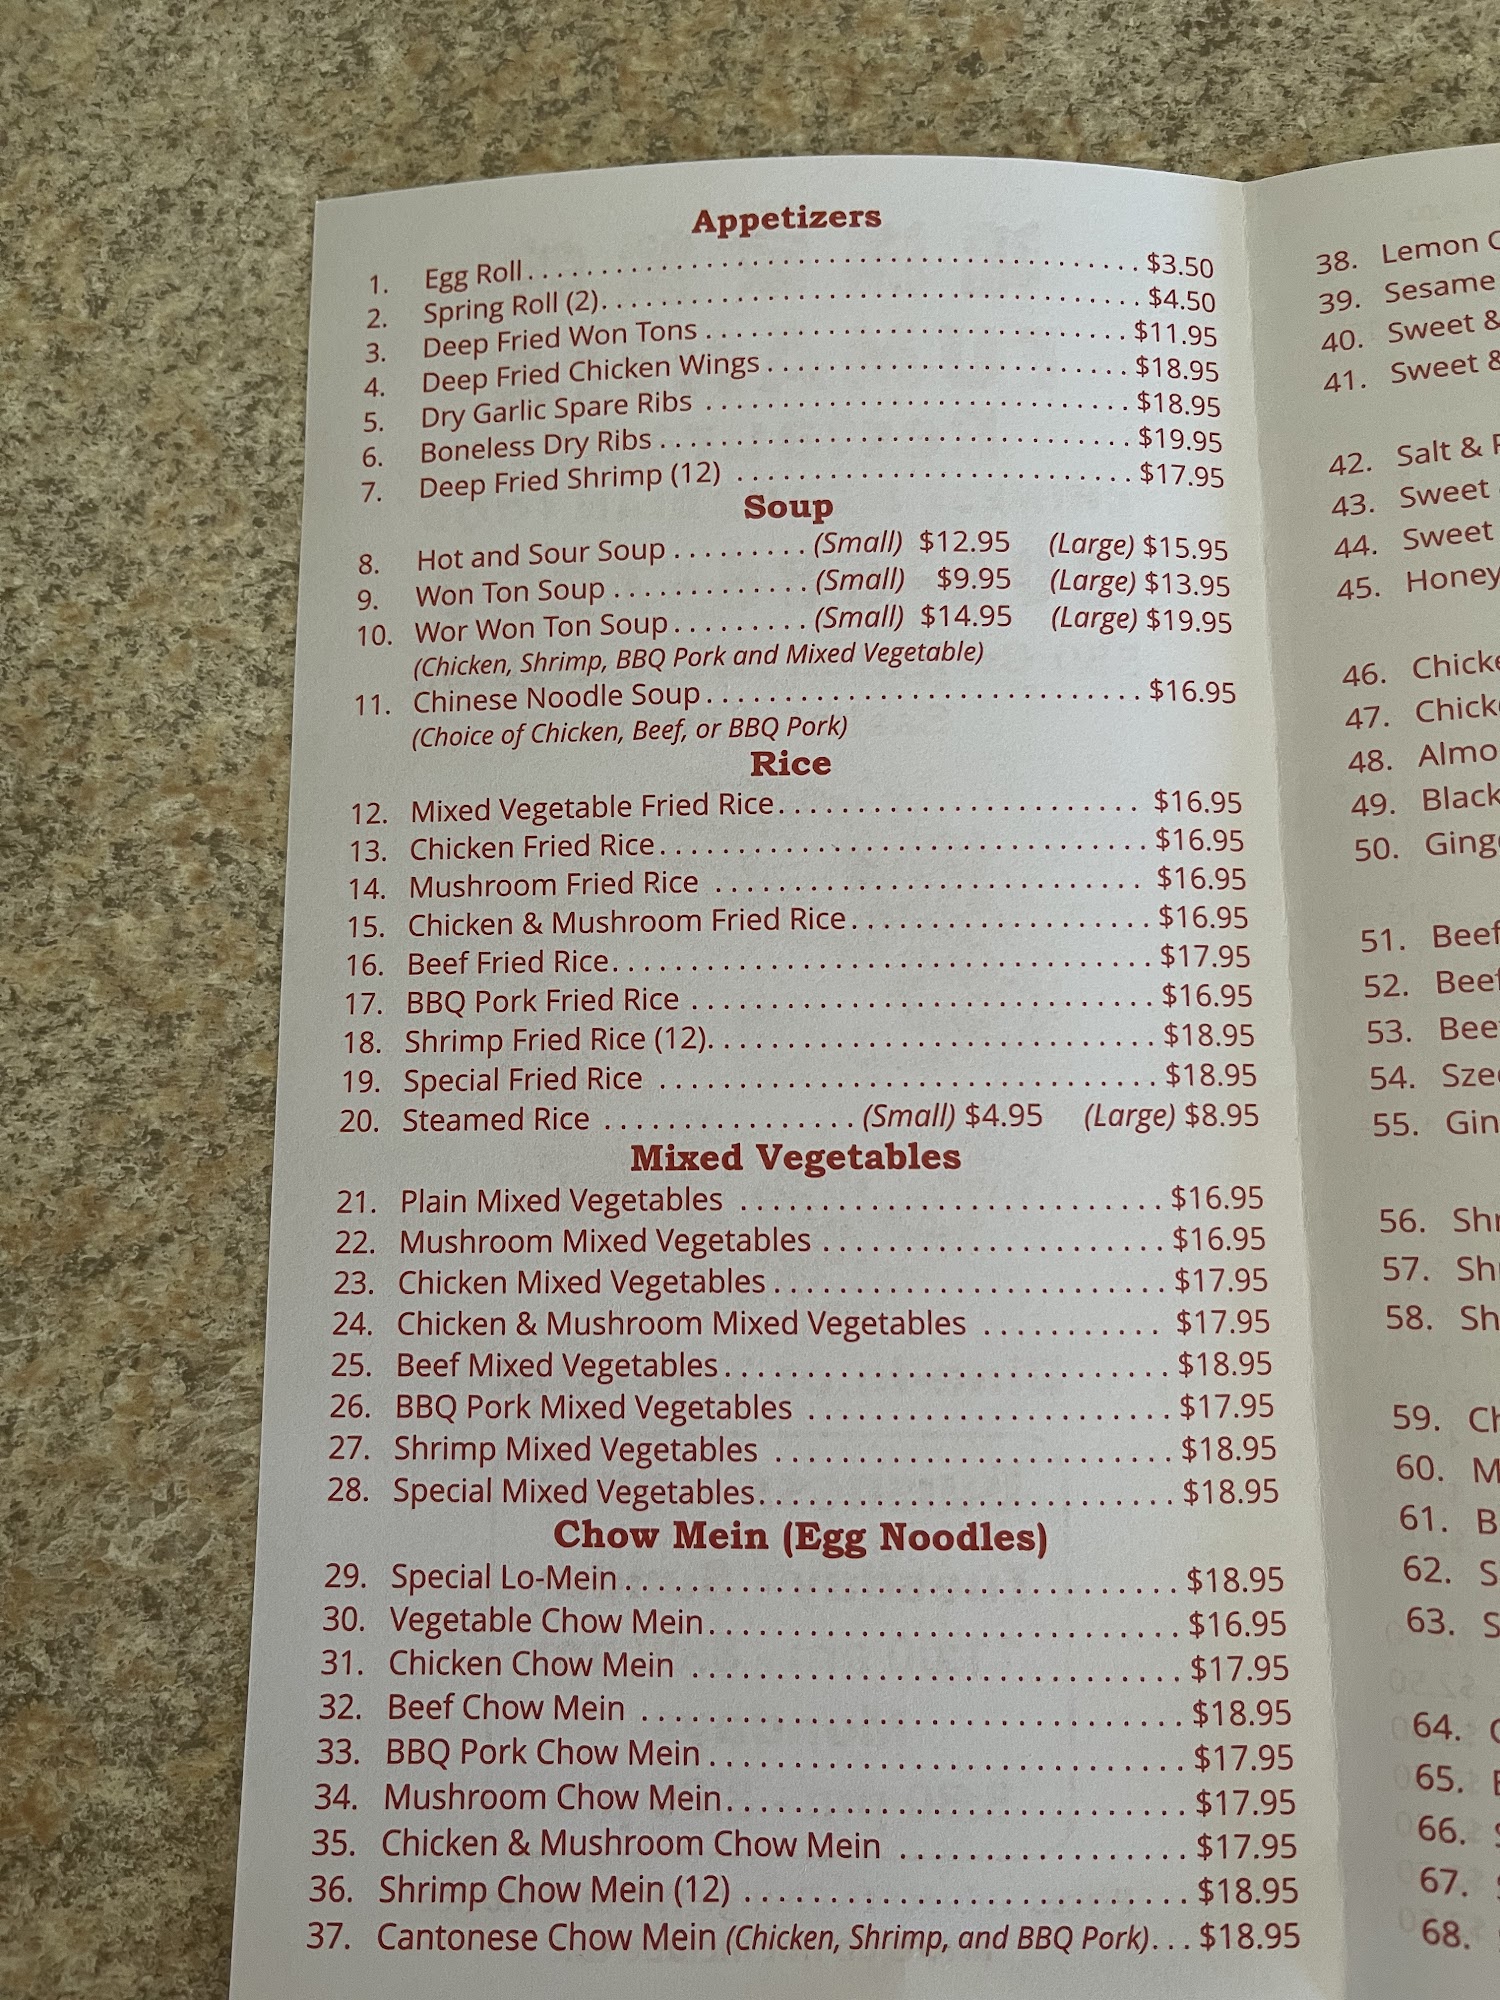 Appetizers
1. Egg Roll $3.50
2. Spring Roll (2) $4.50
3. Deep Fried Won Tons $11.95
4. Deep Fried Chicken Wings $18.95
5. Dry Garlic Spare Ribs $18.95
6. Boneless Dry Ribs $19.95
7. Deep Fried Shrimp (12) $17.95
Soup
8. Hot and Sour Soup (Small) $12.95 (Large) $15.95
9. Won Ton Soup (Small) $9.95 (Large) $13.95
10. Wor Won Ton Soup (Small) $14.95 (Large) $19.95
(Chicken, Shrimp, BBQ Pork and Mixed Vegetable)
11. Chinese Noodle Soup $16.95
(Choice of Chicken, Beef, or BBQ Pork)
Rice
12. Mixed Vegetable Fried Rice $16.95
13. Chicken Fried Rice $16.95
14. Mushroom Fried Rice $16.95
15. Chicken & Mushroom Fried Rice $16.95
16. Beef Fried Rice $17.95
17. BBQ Pork Fried Rice $16.95
18. Shrimp Fried Rice (12) $18.95
19. Special Fried Rice $18.95
20. Steamed Rice (Small) $4.95 (Large) $8.95
Mixed Vegetables
21. Plain Mixed Vegetables $16.95
22. Mushroom Mixed Vegetables $16.95
23. Chicken Mixed Vegetables $17.95
24. Chicken & Mushroom Mixed Vegetables $17.95
25. Beef Mixed Vegetables $18.95
26. BBQ Pork Mixed Vegetables $17.95
27. Shrimp Mixed Vegetables $18.95
28. Special Mixed Vegetables $18.95
Chow Mein (Egg Noodles)
29. Special Lo-Mein $18.95
30. Vegetable Chow Mein $16.95
31. Chicken Chow Mein $17.95
32. Beef Chow Mein $18.95
33. BBQ Pork Chow Mein $17.95
34. Mushroom Chow Mein $17.95
35. Chicken & Mushroom Chow Mein $17.95
36. Shrimp Chow Mein (12) $18.95
37. Cantonese Chow Mein (Chicken, Shrimp, and BBQ Pork) $18.95
38. Lemon
39. Sesame
40. Sweet &
41. Sweet &
42. Salt &
43. Sweet
44. Sweet
45. Honey
46.
47.
48.
49. Black
50.
51. Beef
52.
53.
54.
55.
56.
57.
58.
59.
60.
61.
62.
63.
64.
65.
66.
67.
68.